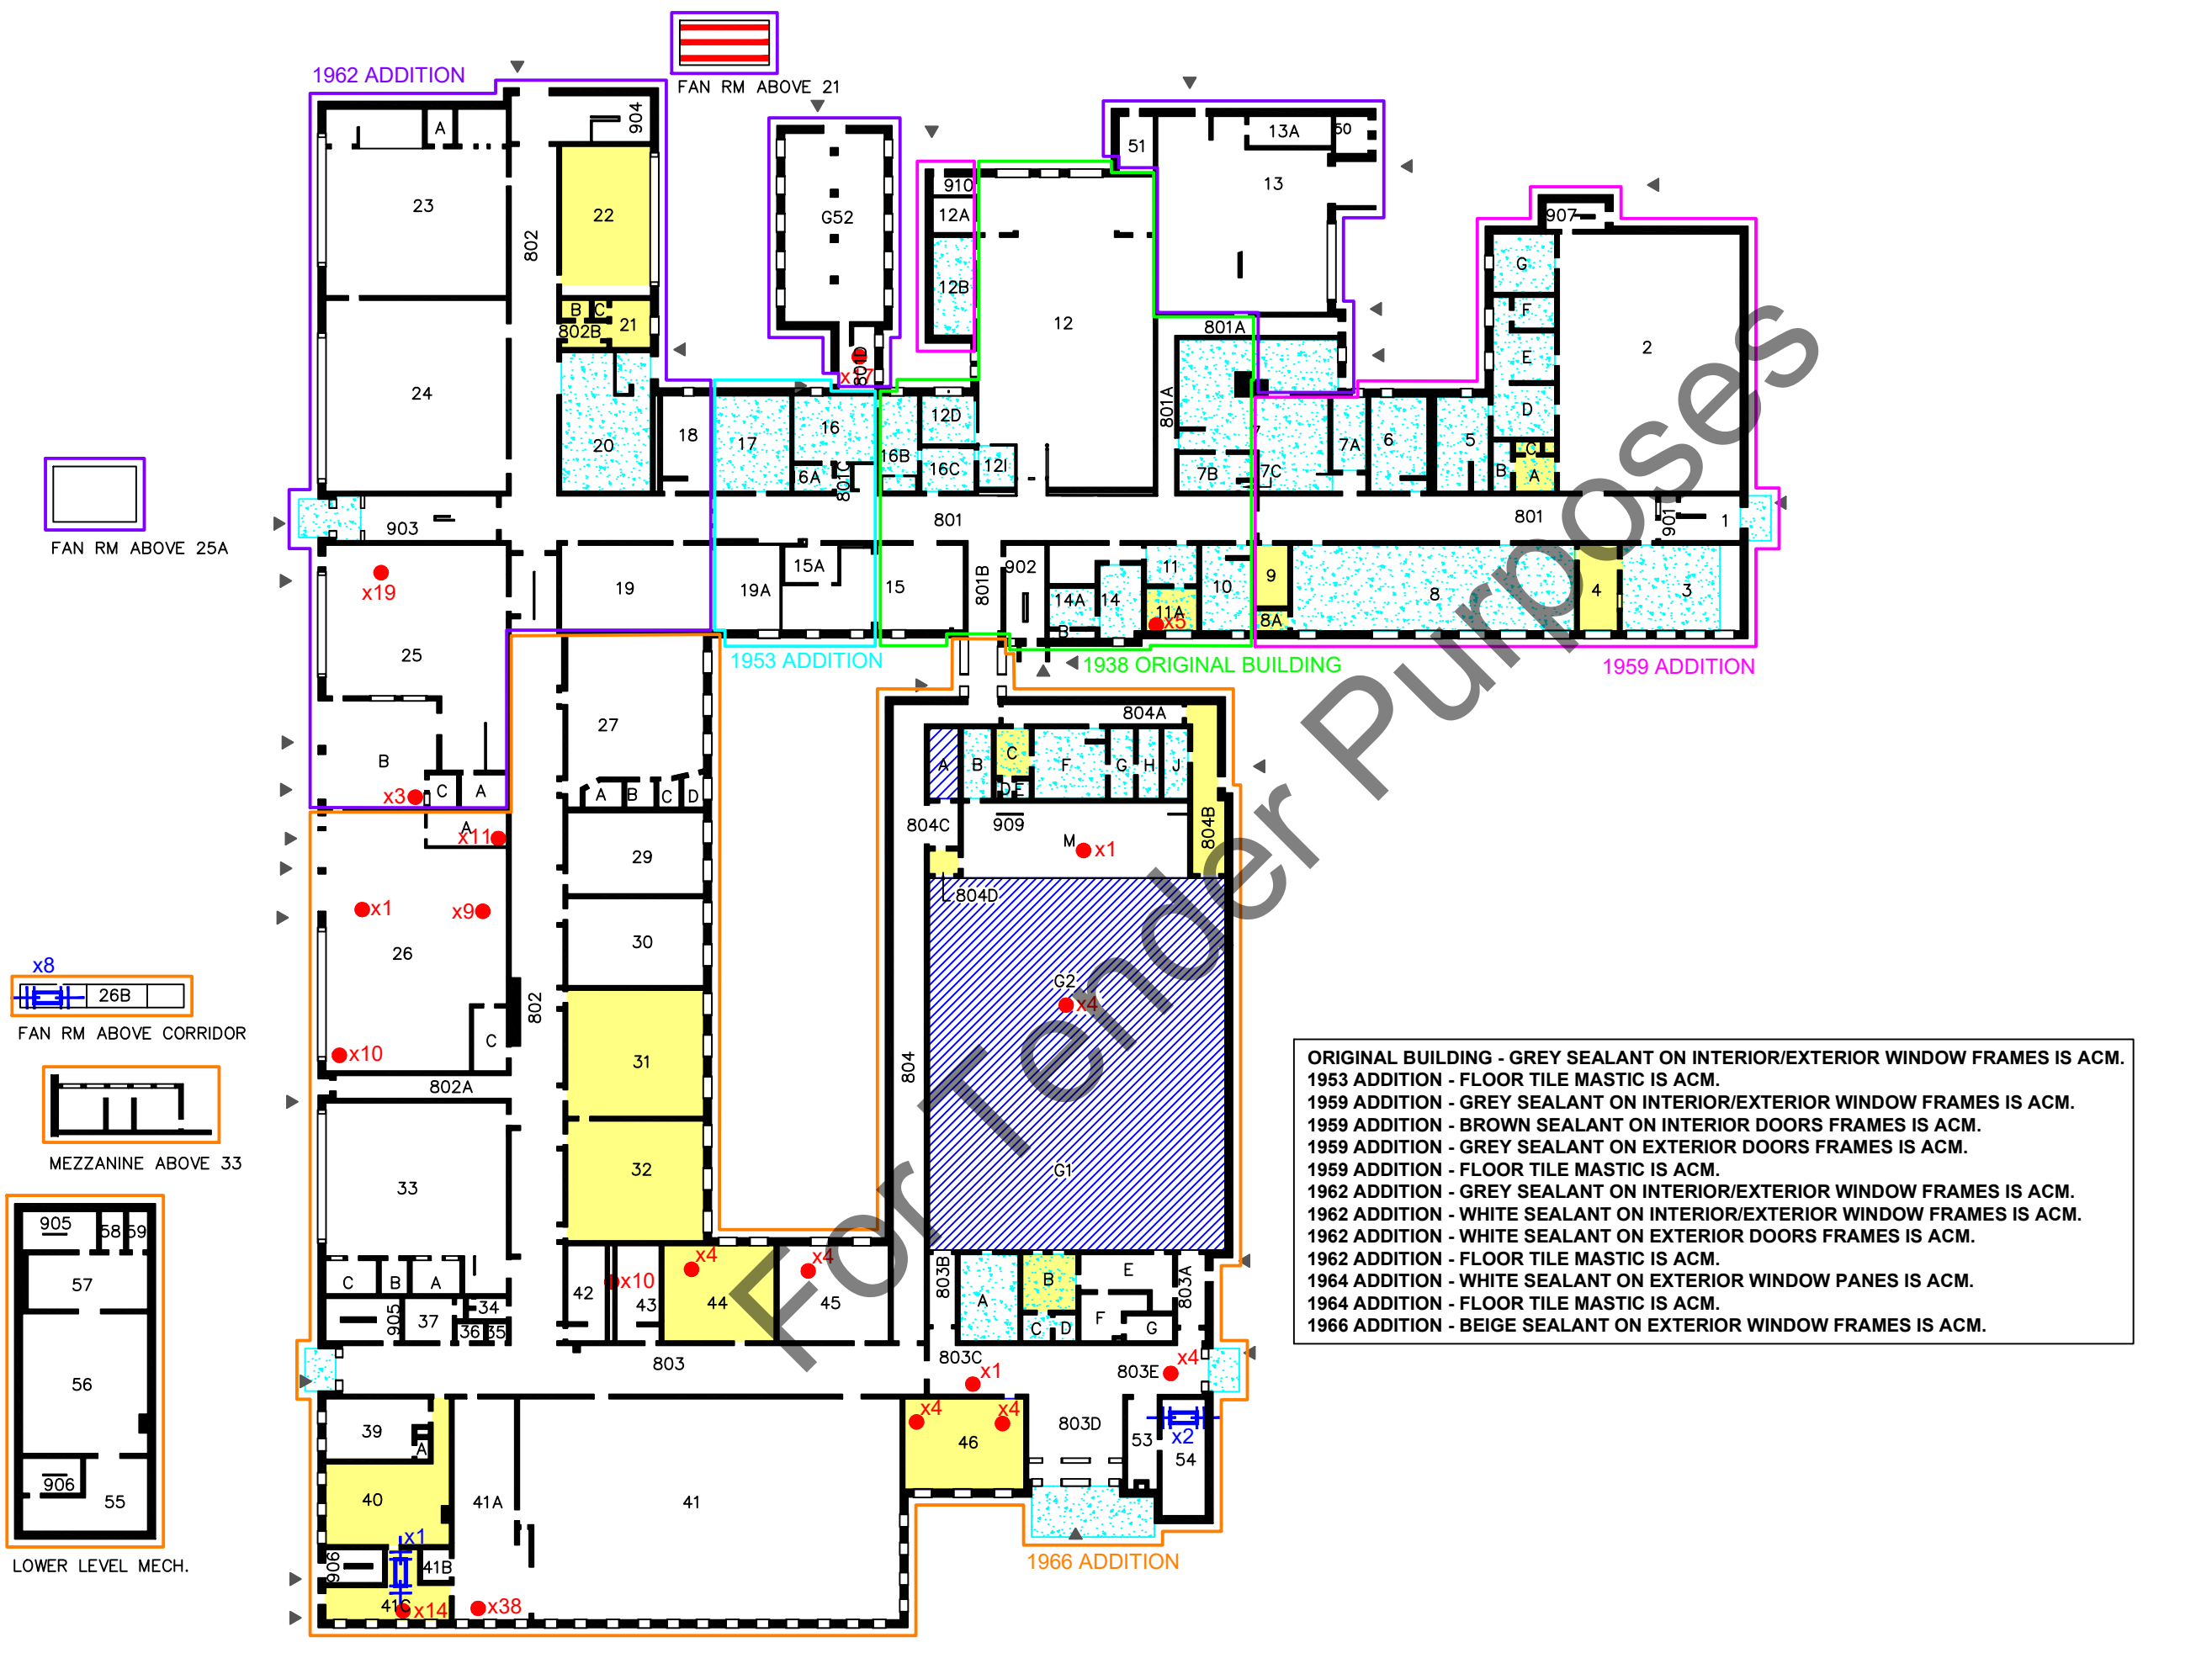 1962 ADDITION
FAN RM ABOVE 21
904
A
23
22
802
B
C
21
802B
24
20
18
G52
x17
910
12A
12B
12
51
13A
50
13
801A
801A
907
G
F
E
D
C
B
A
2
17
16
6A
801C
16B
12D
16C
12I
7
7A
7B
7C
6
5
903
801
801
901
1
FAN RM ABOVE 25A
x19
25
19
19A
15A
15
801B
902
14A
B
14
11
11A
x5
10
9
8A
8
4
3
1953 ADDITION
1938 ORIGINAL BUILDING
1959 ADDITION
B
C
A
x3
27
A
B
C
D
A
x11
x1
x9
26
x10
C
29
30
802
31
32
804A
A
B
C
D
E
F
G
H
J
804C
909
M
x1
804B
804D
G2
x4
804
G1
x8
26B
FAN RM ABOVE CORRIDOR
MEZZANINE ABOVE 33
802A
33
C
B
A
905
37
34
36
35
905
58
59
57
56
906
55
LOWER LEVEL MECH.
42
x10
43
x4
44
x4
45
803B
A
B
C
D
E
F
G
803A
803
803C
x1
803E
x4
39
A
40
41A
41
x4
x4
46
803D
53
x2
54
x1
906
41B
41C
x14
x38
1966 ADDITION
ORIGINAL BUILDING - GREY SEALANT ON INTERIOR/EXTERIOR WINDOW FRAMES IS ACM.
1953 ADDITION - FLOOR TILE MASTIC IS ACM.
1959 ADDITION - GREY SEALANT ON INTERIOR/EXTERIOR WINDOW FRAMES IS ACM.
1959 ADDITION - BROWN SEALANT ON INTERIOR DOORS FRAMES IS ACM.
1959 ADDITION - GREY SEALANT ON EXTERIOR DOORS FRAMES IS ACM.
1959 ADDITION - FLOOR TILE MASTIC IS ACM.
1962 ADDITION - GREY SEALANT ON INTERIOR/EXTERIOR WINDOW FRAMES IS ACM.
1962 ADDITION - WHITE SEALANT ON INTERIOR/EXTERIOR WINDOW FRAMES IS ACM.
1962 ADDITION - WHITE SEALANT ON EXTERIOR DOORS FRAMES IS ACM.
1962 ADDITION - FLOOR TILE MASTIC IS ACM.
1964 ADDITION - WHITE SEALANT ON EXTERIOR WINDOW PANES IS ACM.
1964 ADDITION - FLOOR TILE MASTIC IS ACM.
1966 ADDITION - BEIGE SEALANT ON EXTERIOR WINDOW FRAMES IS ACM.
For Tender Purposes